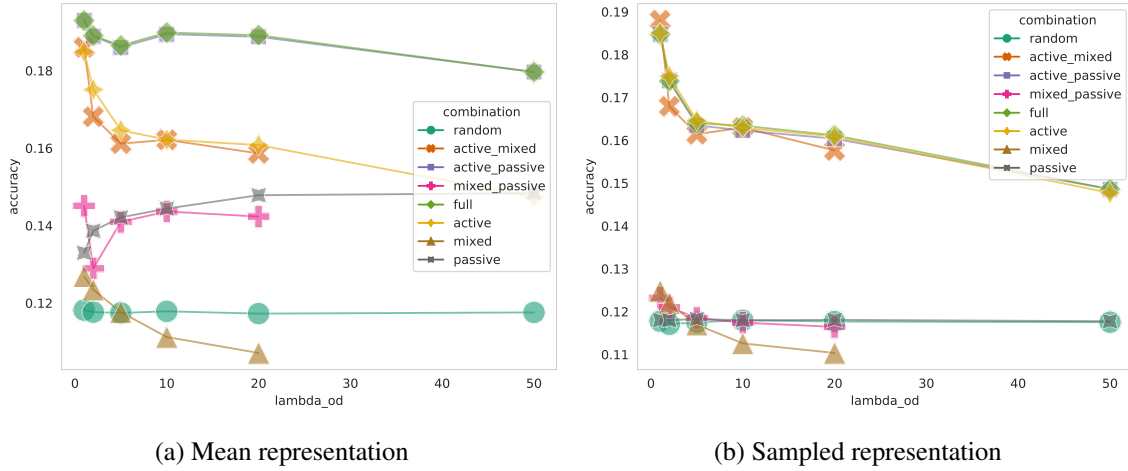 0.18
0.16
0.14
0.12
accuracy
combination
random
active_mixed
active_passive
mixed_passive
full
active
mixed
passive
0
10
20
30
40
50
lambda_od
(a) Mean representation
0.19
0.18
0.17
0.16
0.15
0.14
0.13
0.12
0.11
accuracy
combination
random
active_mixed
active_passive
mixed_passive
full
active
mixed
passive
0
10
20
30
40
50
lambda_od
(b) Sampled representation